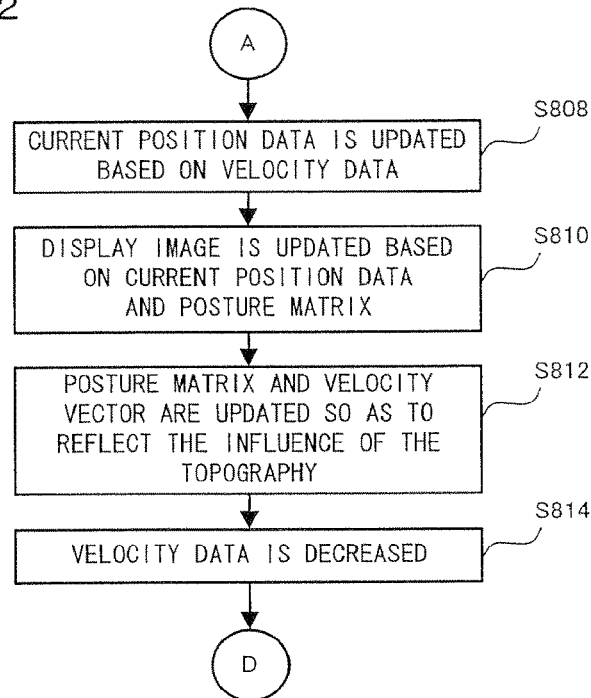 2
A
S808
CURRENT POSITION DATA IS UPDATED
BASED ON VELOCITY DATA
S810
DISPLAY IMAGE IS UPDATED BASED
ON CURRENT POSITION DATA
AND POSTURE MATRIX
S812
POSTURE MATRIX AND VELOCITY
VECTOR ARE UPDATED SO AS TO
REFLECT THE INFLUENCE OF THE
TOPOGRAPHY
S814
VELOCITY DATA IS DECREASED
D